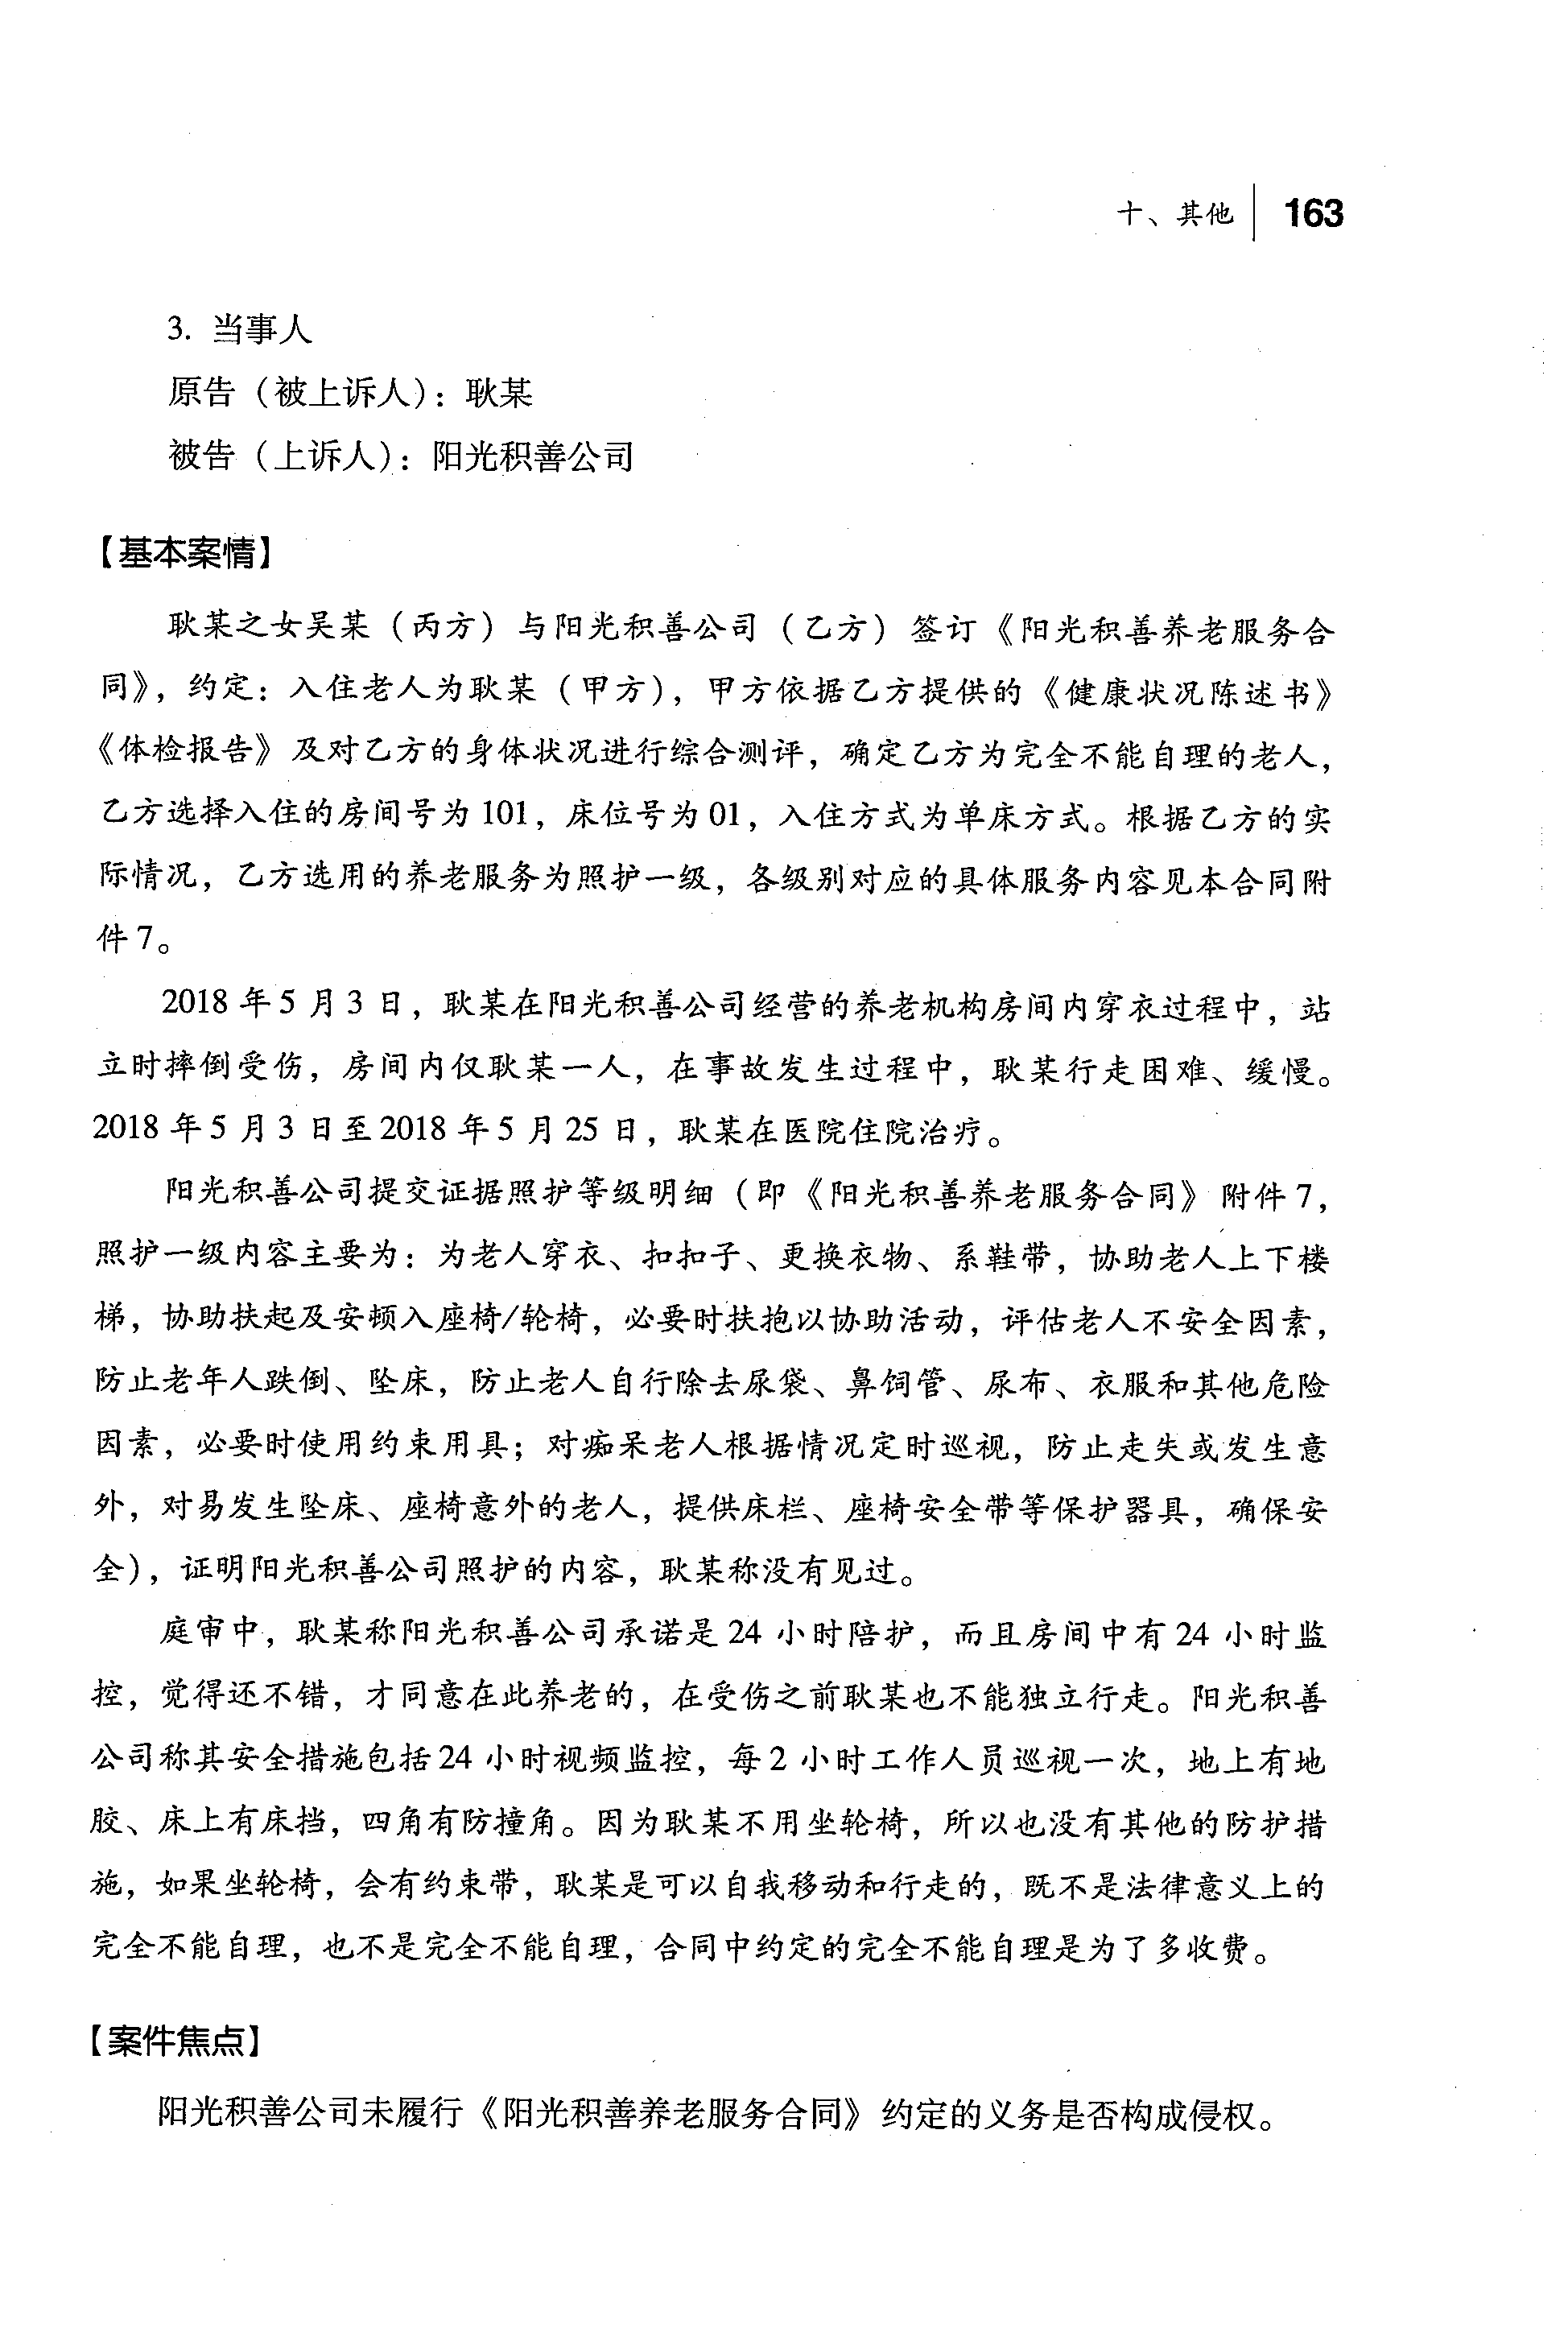 十、其他 163
3. 当事人
原告（被上诉人）：耿某
被告（上诉人）：阳光积善公司
【基本案情】
耿某之女吴某（丙方）与阳光积善公司（乙方）签订《阳光积善养老服务合
同》，约定：入住老人为耿某（甲方），甲方依据乙方提供的《健康状况陈述书》
《体检报告》及对乙方的身体状况进行综合测评，确定乙方为完全不能自理的老人，
乙方选择入住的房间号为 101，床位号为 01，入住方式为单床方式。根据乙方的实
际情况，乙方选用的养老服务为照护一级，各级别对应的具体服务内容见本合同附
件 7。
2018 年 5 月 3 日，耿某在阳光积善公司经营的养老机构房间内穿衣过程中，站
立时摔倒受伤，房间内仅耿某一人，在事故发生过程中，耿某行走困难、缓慢。
2018 年 5 月 3 日至 2018 年 5 月 25 日，耿某在医院住院治疗。
阳光积善公司提交证据照护等级明细（即《阳光积善养老服务合同》附件 7，
照护一级内容主要为：为老人穿衣、扣扣子、更换衣物、系鞋带，协助老人上下楼
梯，协助扶起及安顿入座椅/轮椅，必要时扶抱以协助活动，评估老人不安全因素，
防止老年人跌倒、坠床，防止老人自行除去尿袋、鼻饲管、尿布、衣服和其他危险
因素，必要时使用约束用具；对痴呆老人根据情况定时巡视，防止走失或发生意
外，对易发生坠床、座椅意外的老人，提供床栏、座椅安全带等保护器具，确保安
全），证明阳光积善公司照护的内容，耿某称没有见过。
庭审中，耿某称阳光积善公司承诺是 24 小时陪护，而且房间中有 24 小时监
控，觉得还不错，才同意在此养老的，在受伤之前耿某也不能独立行走。阳光积善
公司称其安全措施包括 24 小时视频监控，每 2 小时工作人员巡视一次，地上有地
胶、床上有床挡，四角有防撞角。因为耿某不用坐轮椅，所以也没有其他的防护措
施，如果坐轮椅，会有约束带，耿某是可以自我移动和行走的，既不是法律意义上的
完全不能自理，也不是完全不能自理，合同中约定的完全不能自理是为了多收费。
【案件焦点】
阳光积善公司未履行《阳光积善养老服务合同》约定的义务是否构成侵权。